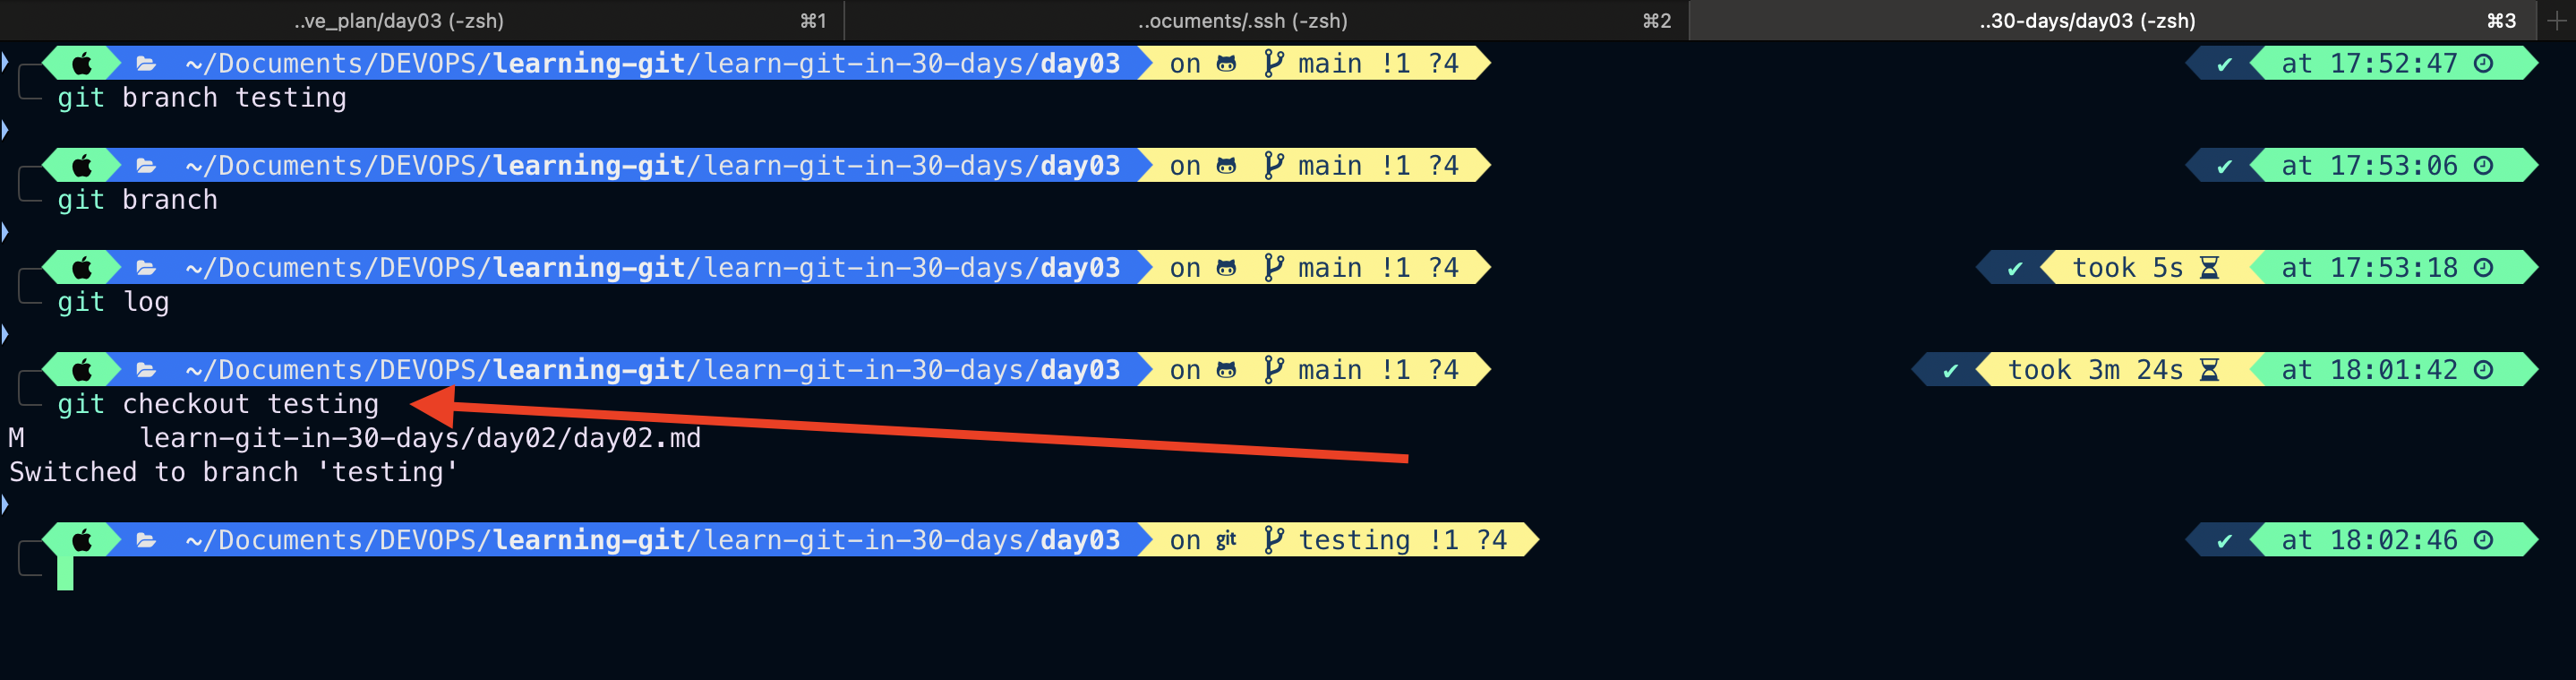 ..ve_plan/day03 (-zsh) ⌘1 ..ocuments/.ssh (-zsh) ⌘2 ..30-days/day03 (-zsh) ⌘3
~/Documents/DEVOPS/learning-git/learn-git-in-30-days/day03 on main !1 ?4 ✔ at 17:52:47
git branch testing
~/Documents/DEVOPS/learning-git/learn-git-in-30-days/day03 on main !1 ?4 ✔ at 17:53:06
git branch
~/Documents/DEVOPS/learning-git/learn-git-in-30-days/day03 on main !1 ?4 ✔ took 5s at 17:53:18
git log
~/Documents/DEVOPS/learning-git/learn-git-in-30-days/day03 on main !1 ?4 ✔ took 3m 24s at 18:01:42
git checkout testing
M learn-git-in-30-days/day02/day02.md
Switched to branch 'testing'
~/Documents/DEVOPS/learning-git/learn-git-in-30-days/day03 on git testing !1 ?4 ✔ at 18:02:46